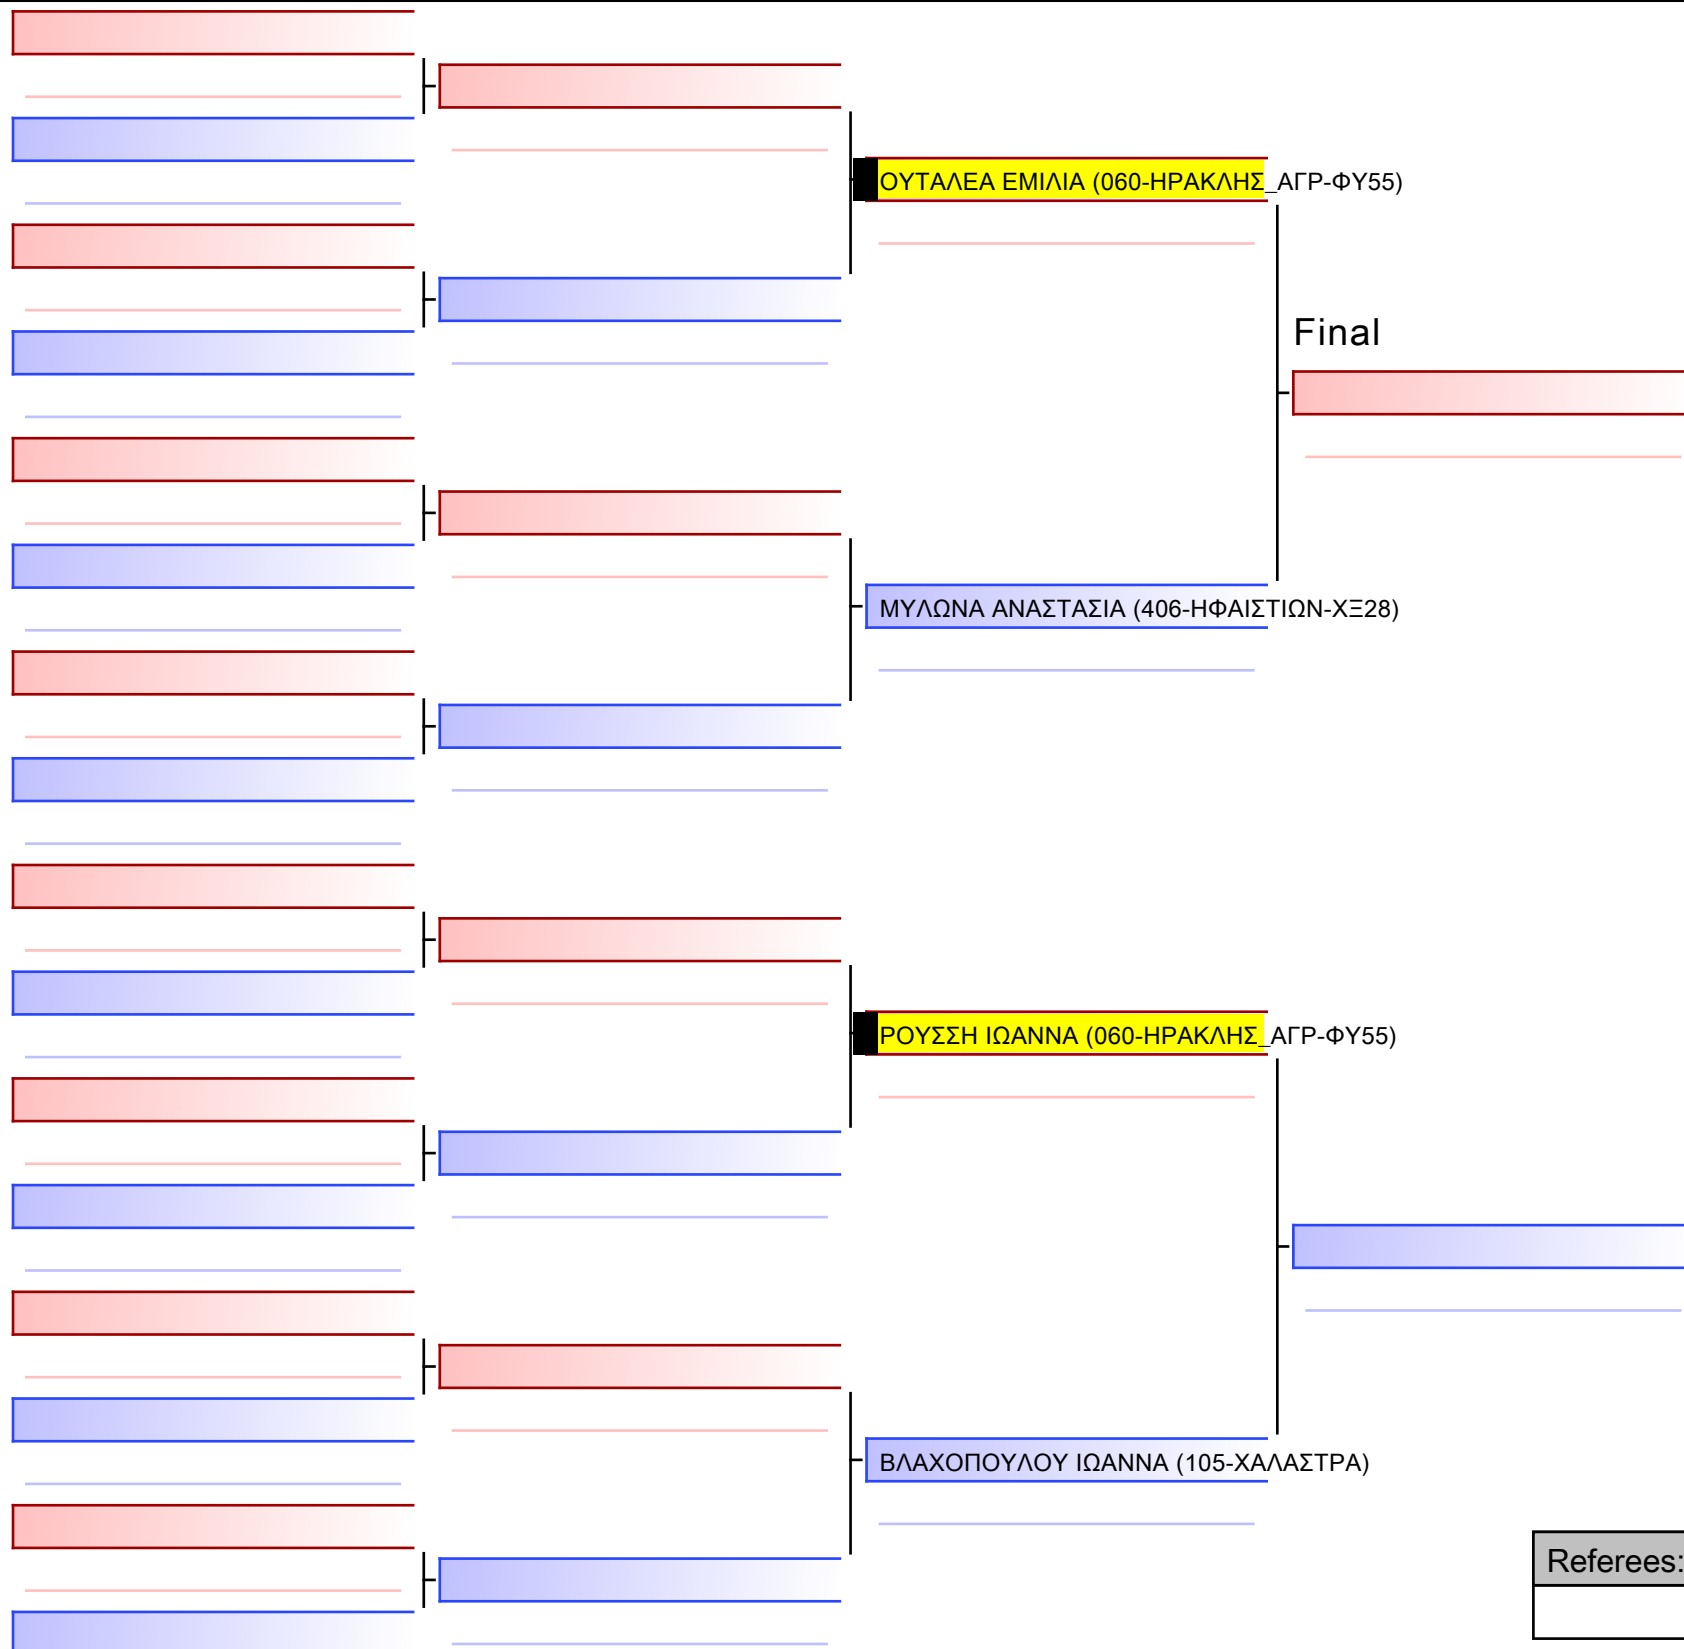 ΟΥΤΑΛΕΑ ΕΜΙΛΙΑ (060-ΗΡΑΚΛΗΣ_ΑΓΡ-ΦΥ55)
Final
ΜΥΛΩΝΑ ΑΝΑΣΤΑΣΙΑ (406-ΗΦΑΙΣΤΙΩΝ-ΧΞ28)
ΡΟΥΣΣΗ ΙΩΑΝΝΑ (060-ΗΡΑΚΛΗΣ_ΑΓΡ-ΦΥ55)
ΒΛΑΧΟΠΟΥΛΟΥ ΙΩΑΝΝΑ (105-ΧΑΛΑΣΤΡΑ)
Referees: